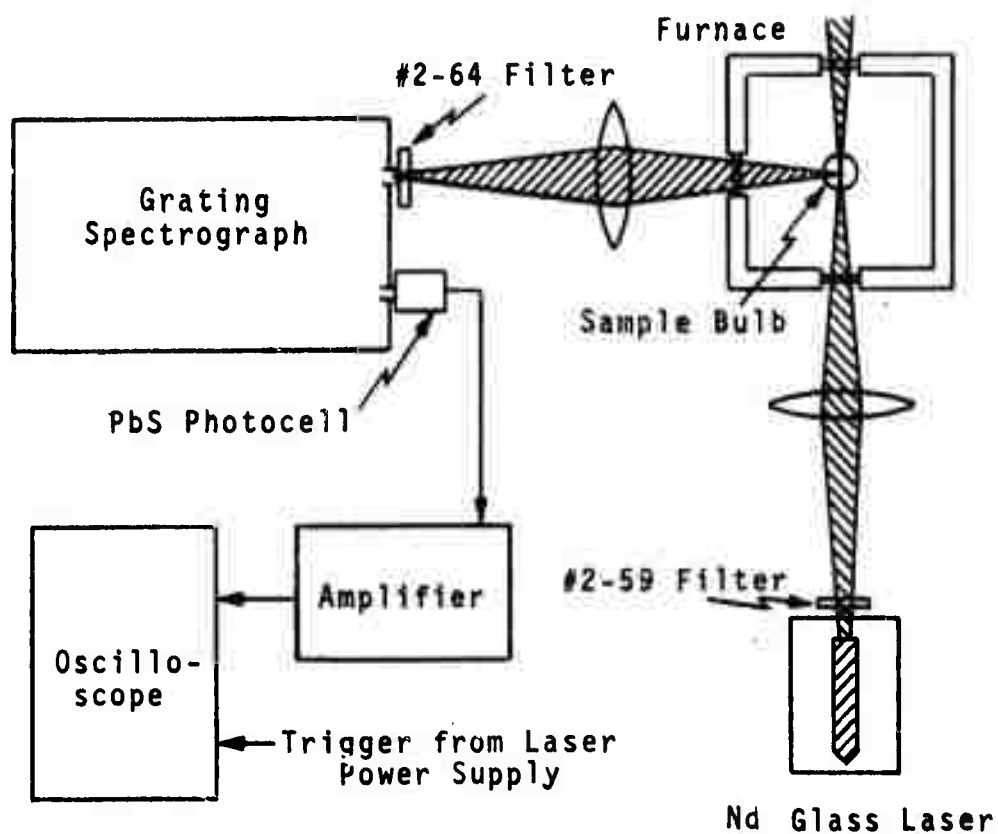 Furnace
#2-64 Filter
Grating
Spectrograph
Sample Bulb
PbS Photocell
#2-59 Filter
Amplifier
Oscillo-
scope
Trigger from Laser
Power Supply
Nd Glass Laser